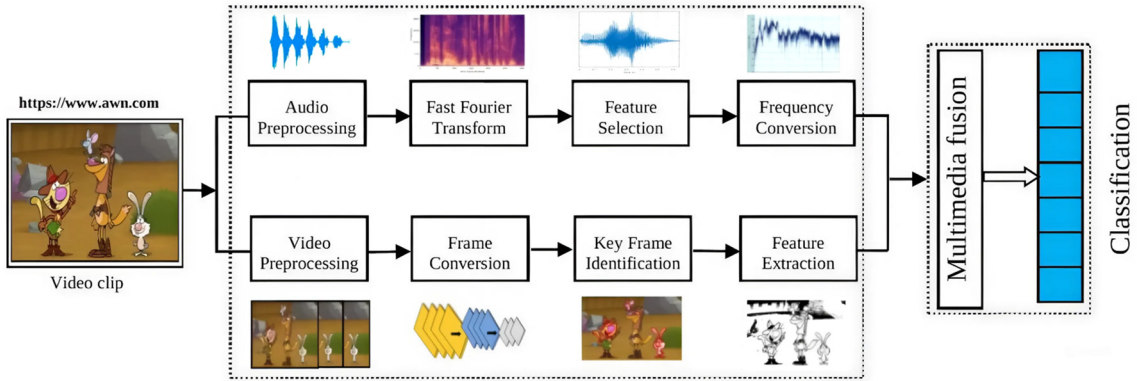 https://www.awn.com
Video clip
Audio
Preprocessing
Fast Fourier
Transform
Feature
Selection
Frequency
Conversion
Video
Preprocessing
Frame
Conversion
Key Frame
Identification
Feature
Extraction
Multimedia fusion
Classification